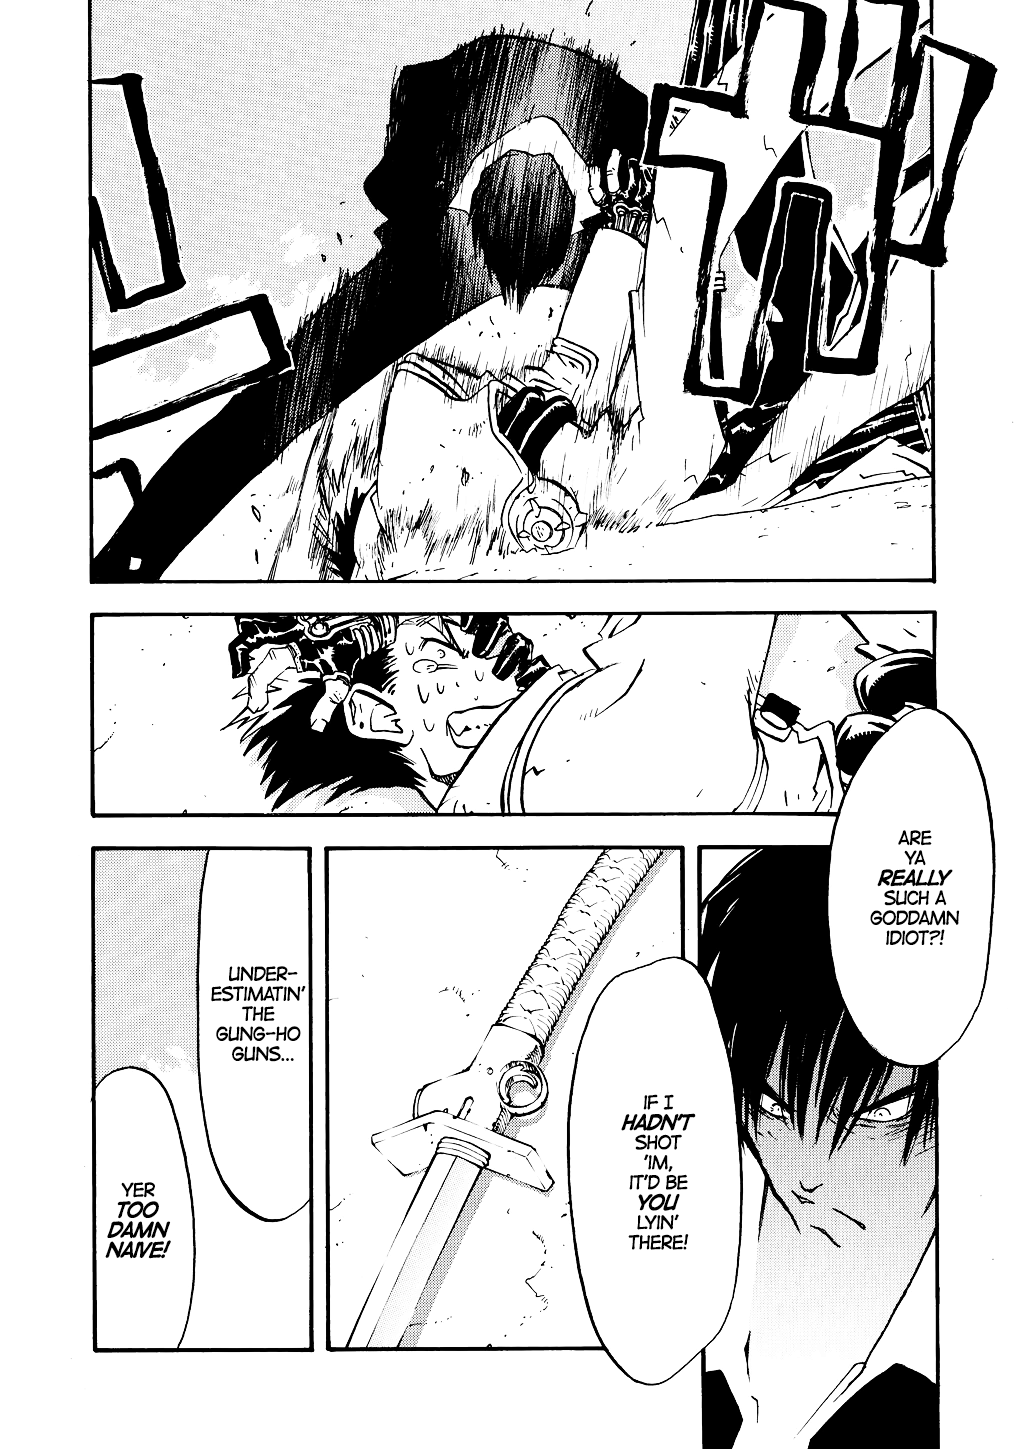 ARE
YA
REALLY
SUCH A
GODDAMN
IDIOT?!
IF I
HADN'T
SHOT
'IM,
IT'D BE
YOU
LYIN'
THERE!
UNDER-
ESTIMATIN'
THE
GUNG-HO
GUNS...
YER
TOO
DAMN
NAIVE!